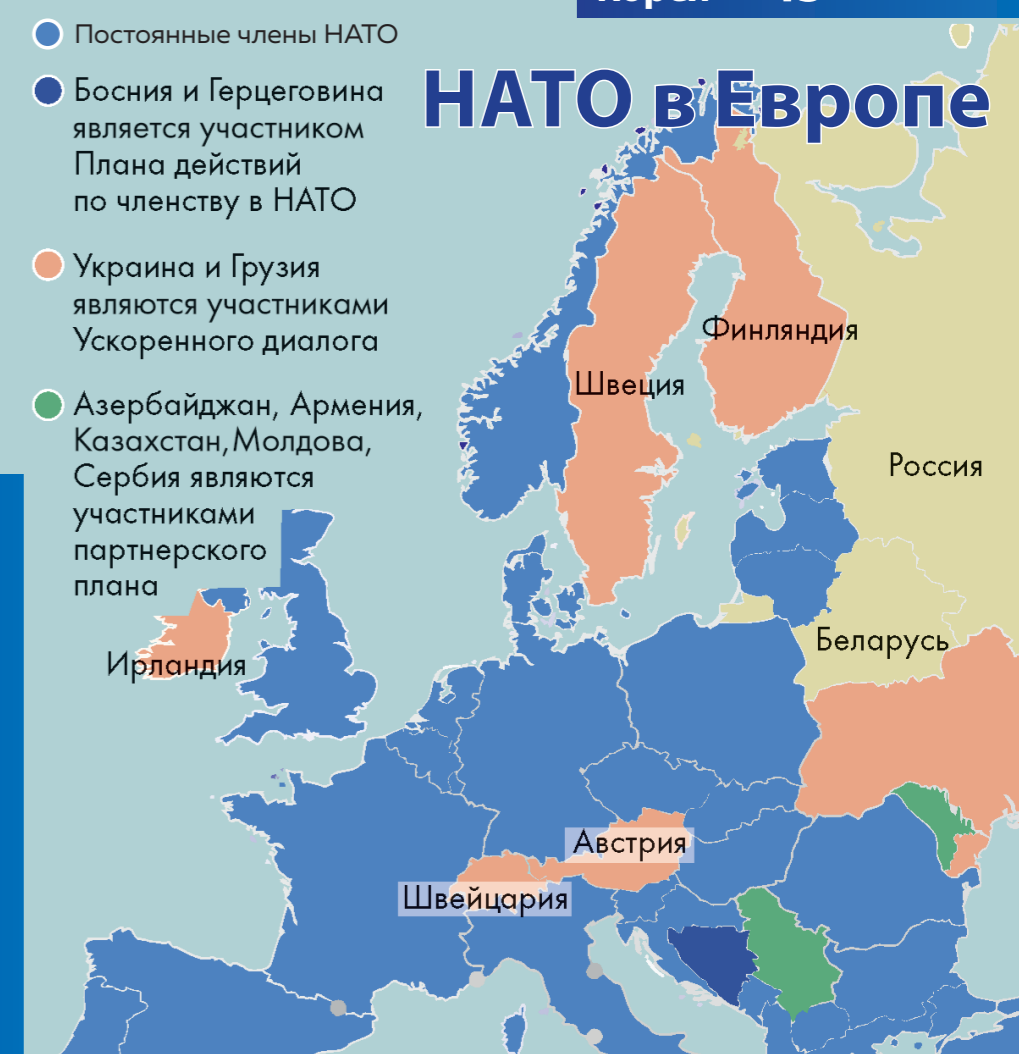 Постоянные члены НАТО
Босния и Герцеговина
является участником
Плана действий
по членству в НАТО
Украина и Грузия
являются участниками
Ускоренного диалога
Азербайджан, Армения,
Казахстан, Молдова,
Сербия являются
участниками
партнерского
плана
НАТО в Европе
Финляндия
Швеция
Россия
Беларусь
Ирландия
Австрия
Швейцария